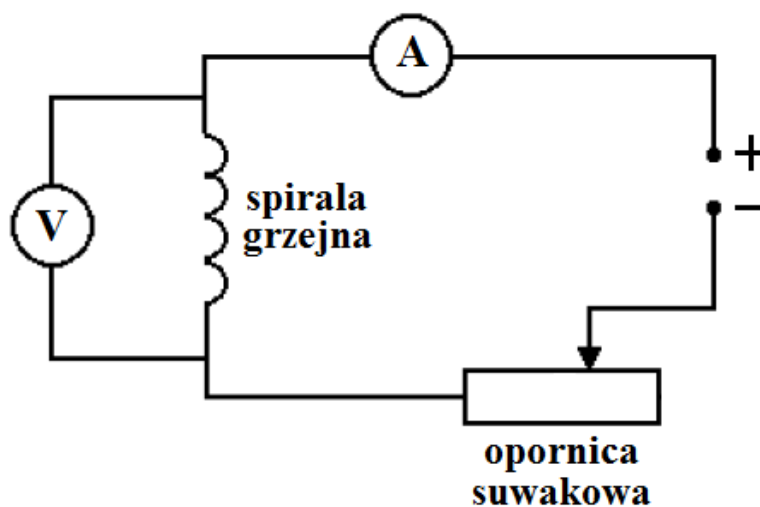 A
+
V
spirala
grzejna
−
opornica
suwakowa